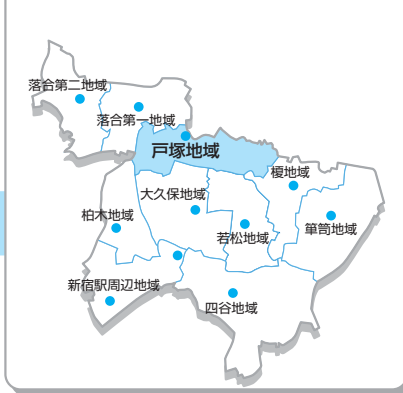 落合第二地域
落合第一地域
戸塚地域
榎地域
大久保地域
柏木地域
若松地域
箪笥地域
新宿駅周辺地域
四谷地域